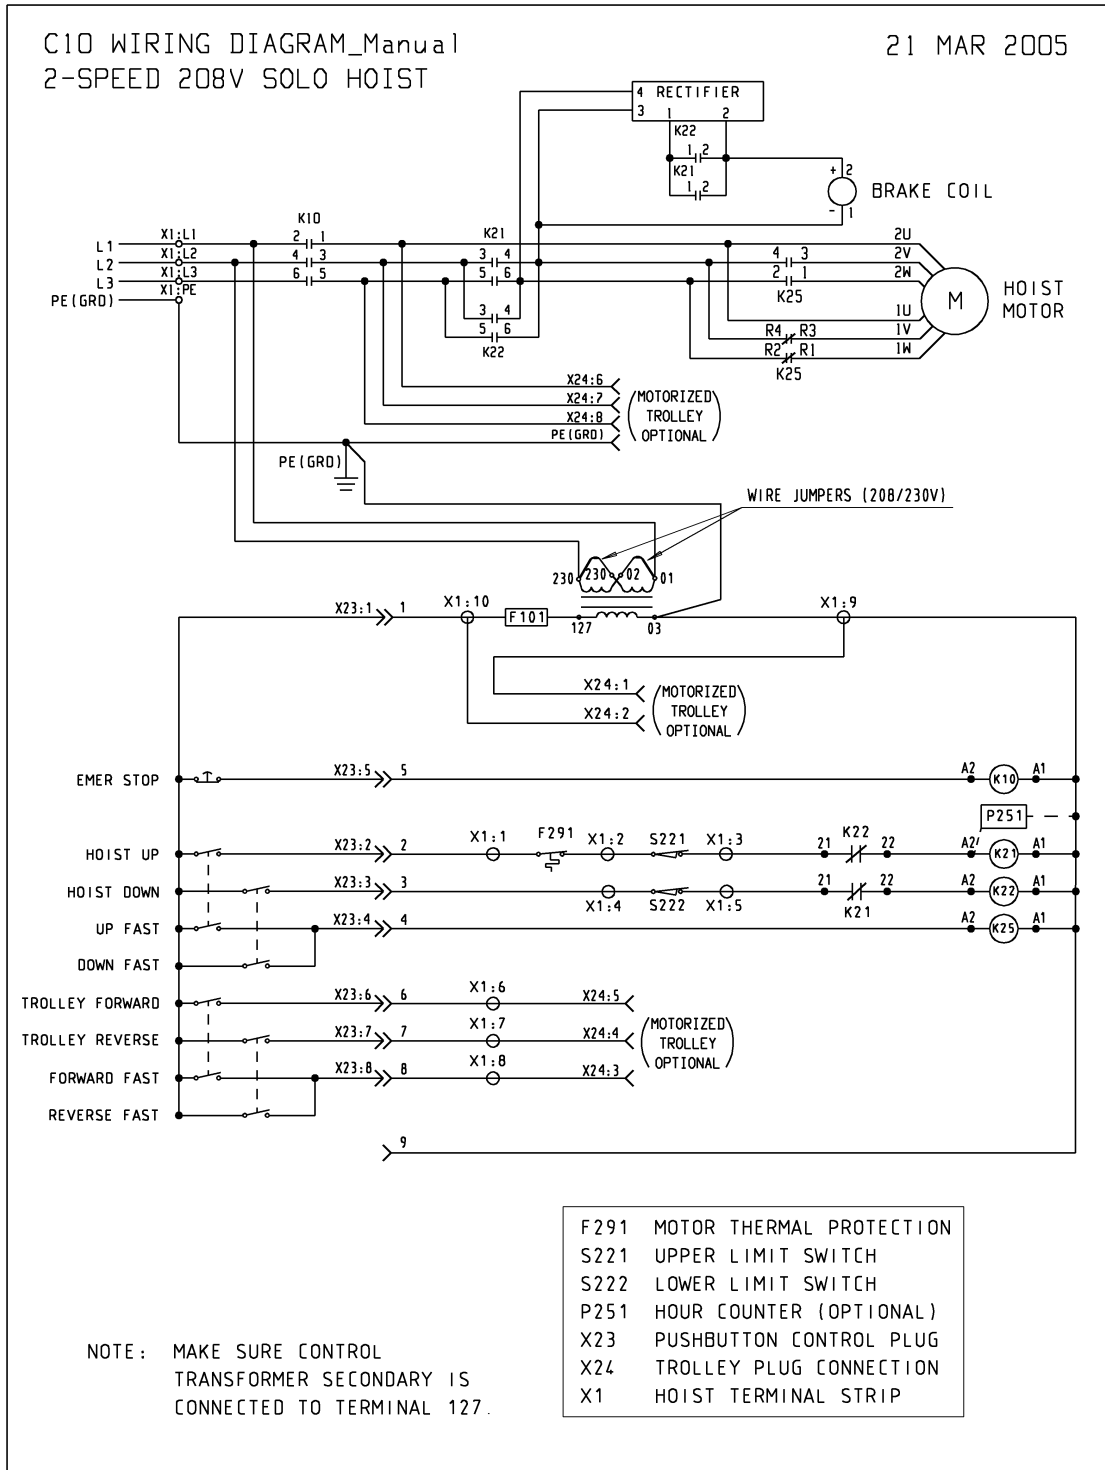 C10 WIRING DIAGRAM_Manual
21 MAR 2005
2-SPEED 208V SOLO HOIST
4 RECTIFIER
3
1 2
K22
1 2
K21
1 2
+ 2
BRAKE COIL
- 1
K10
K21
L1 X1:L1 2 1 2U
L2 X1:L2 4 3 3 4 4 3 2V
L3 X1:L3 6 5 5 6 2 1 2W
PE(GRD) X1:PE
K25
M
HOIST
MOTOR
3 4
1U
5 6
R4 R3 1V
K22
R2 R1 1W
K25
X24:6
X24:7
X24:8
PE(GRD)
(MOTORIZED
TROLLEY
OPTIONAL)
PE(GRD)
WIRE JUMPERS (208/230V)
230 230 02 01
X23:1 1 X1:10 F101 127 03 X1:9
X24:1
X24:2
(MOTORIZED
TROLLEY
OPTIONAL)
EMER STOP X23:5 5 A2 K10 A1
P251
HOIST UP X23:2 2 X1:1 F291 X1:2 S221 X1:3 21 K22 22 A2 K21 A1
HOIST DOWN X23:3 3 X1:4 S222 X1:5 21 K21 22 A2 K22 A1
UP FAST X23:4 4 A2 K25 A1
DOWN FAST
TROLLEY FORWARD X23:6 6 X1:6 X24:5
TROLLEY REVERSE X23:7 7 X1:7 X24:4
FORWARD FAST X23:8 8 X1:8 X24:3
(MOTORIZED
TROLLEY
OPTIONAL)
REVERSE FAST
9
F291 MOTOR THERMAL PROTECTION
S221 UPPER LIMIT SWITCH
S222 LOWER LIMIT SWITCH
P251 HOUR COUNTER (OPTIONAL)
X23 PUSHBUTTON CONTROL PLUG
X24 TROLLEY PLUG CONNECTION
X1 HOIST TERMINAL STRIP
NOTE: MAKE SURE CONTROL
TRANSFORMER SECONDARY IS
CONNECTED TO TERMINAL 127.